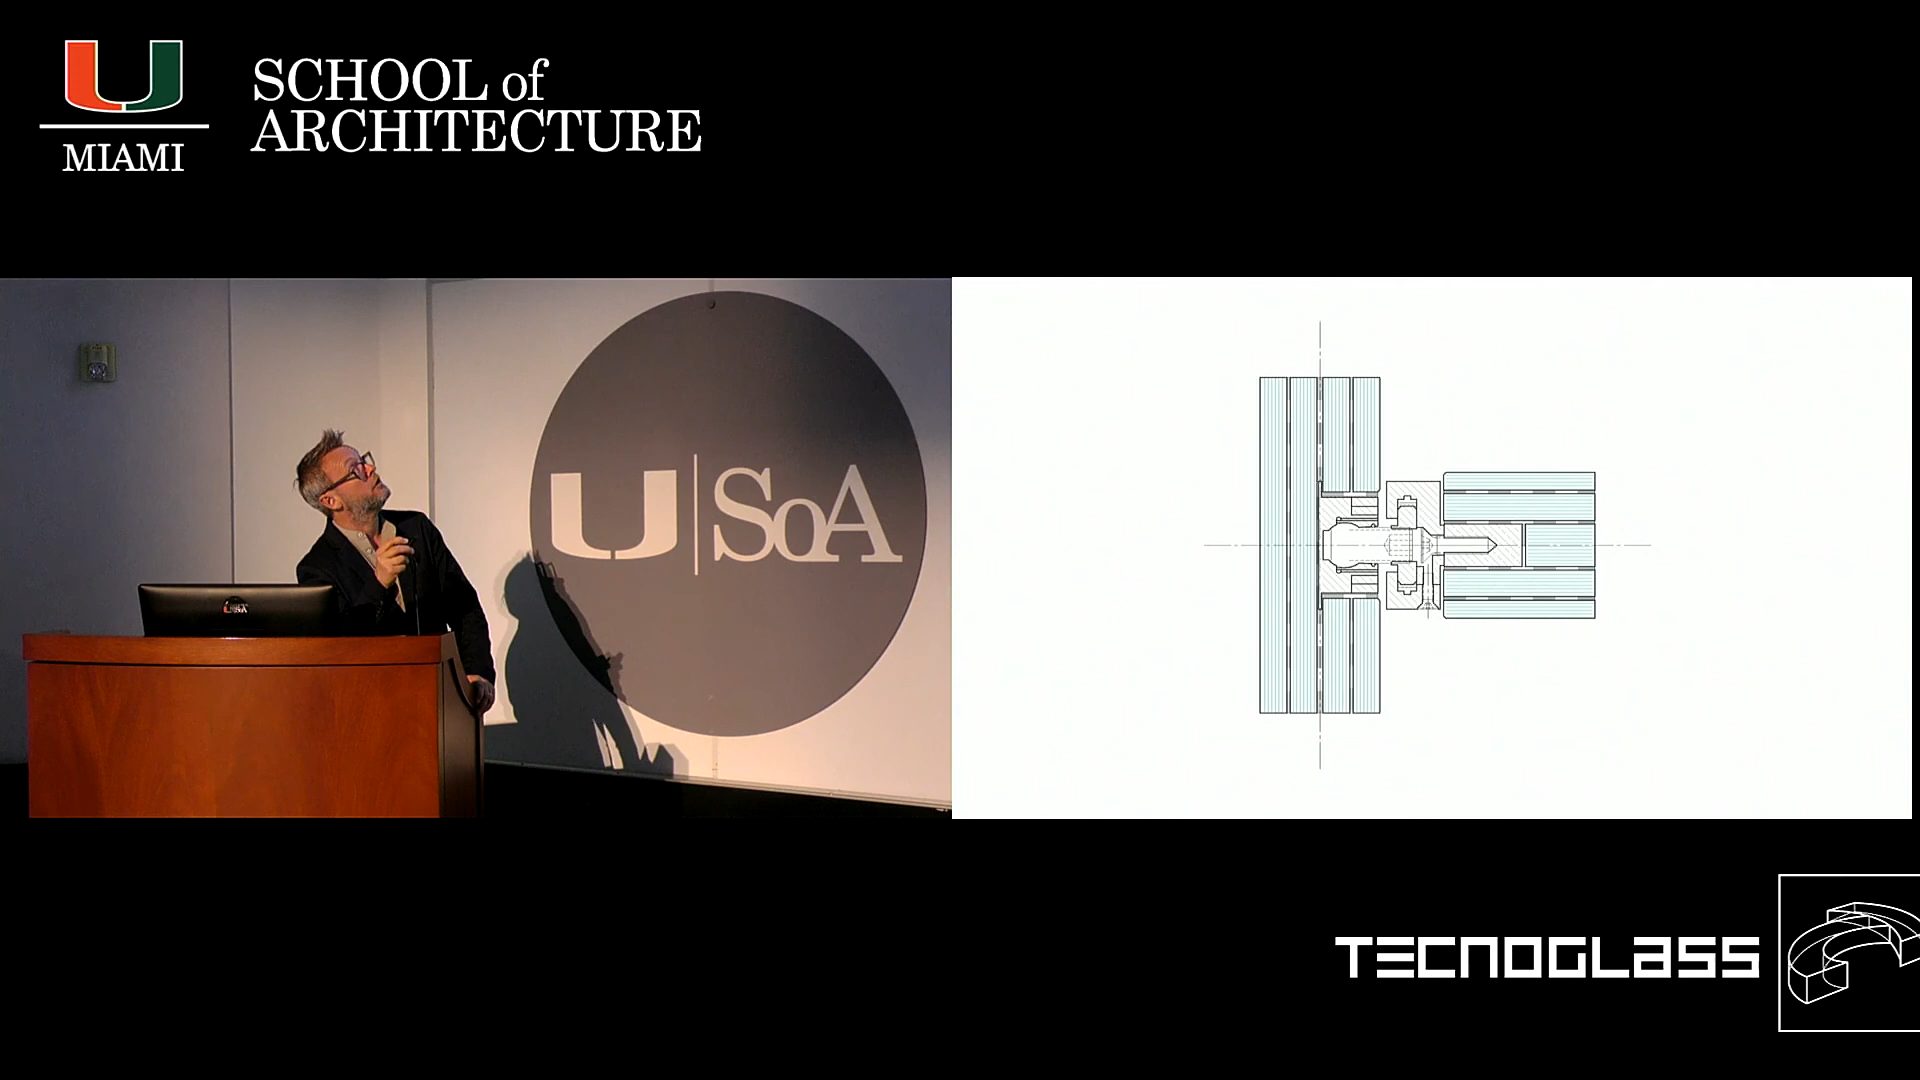 SCHOOL of
ARCHITECTURE
MIAMI
U SoA
TECNOGLASS